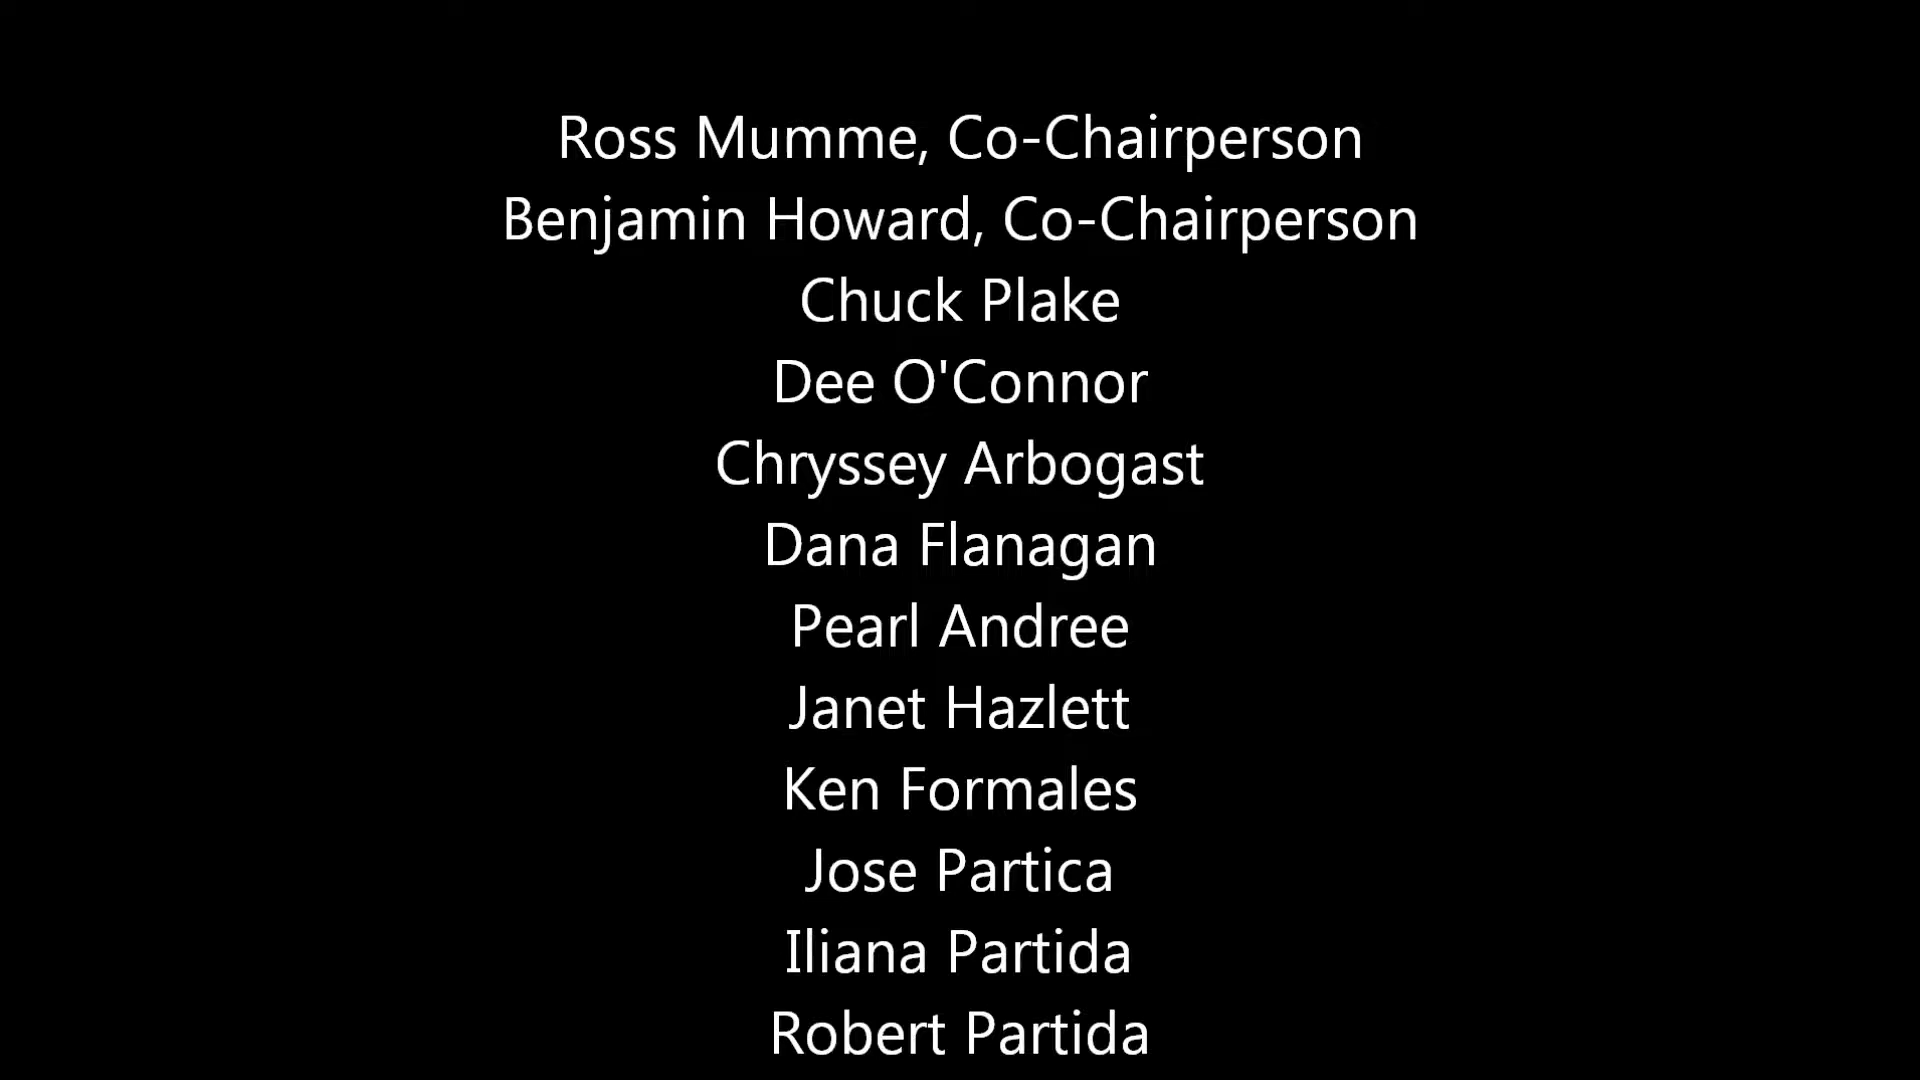 Ross Mumme, Co-Chairperson
Benjamin Howard, Co-Chairperson
Chuck Plake
Dee O'Connor
Chryssey Arbogast
Dana Flanagan
Pearl Andree
Janet Hazlett
Ken Formales
Jose Partica
Iliana Partida
Robert Partida